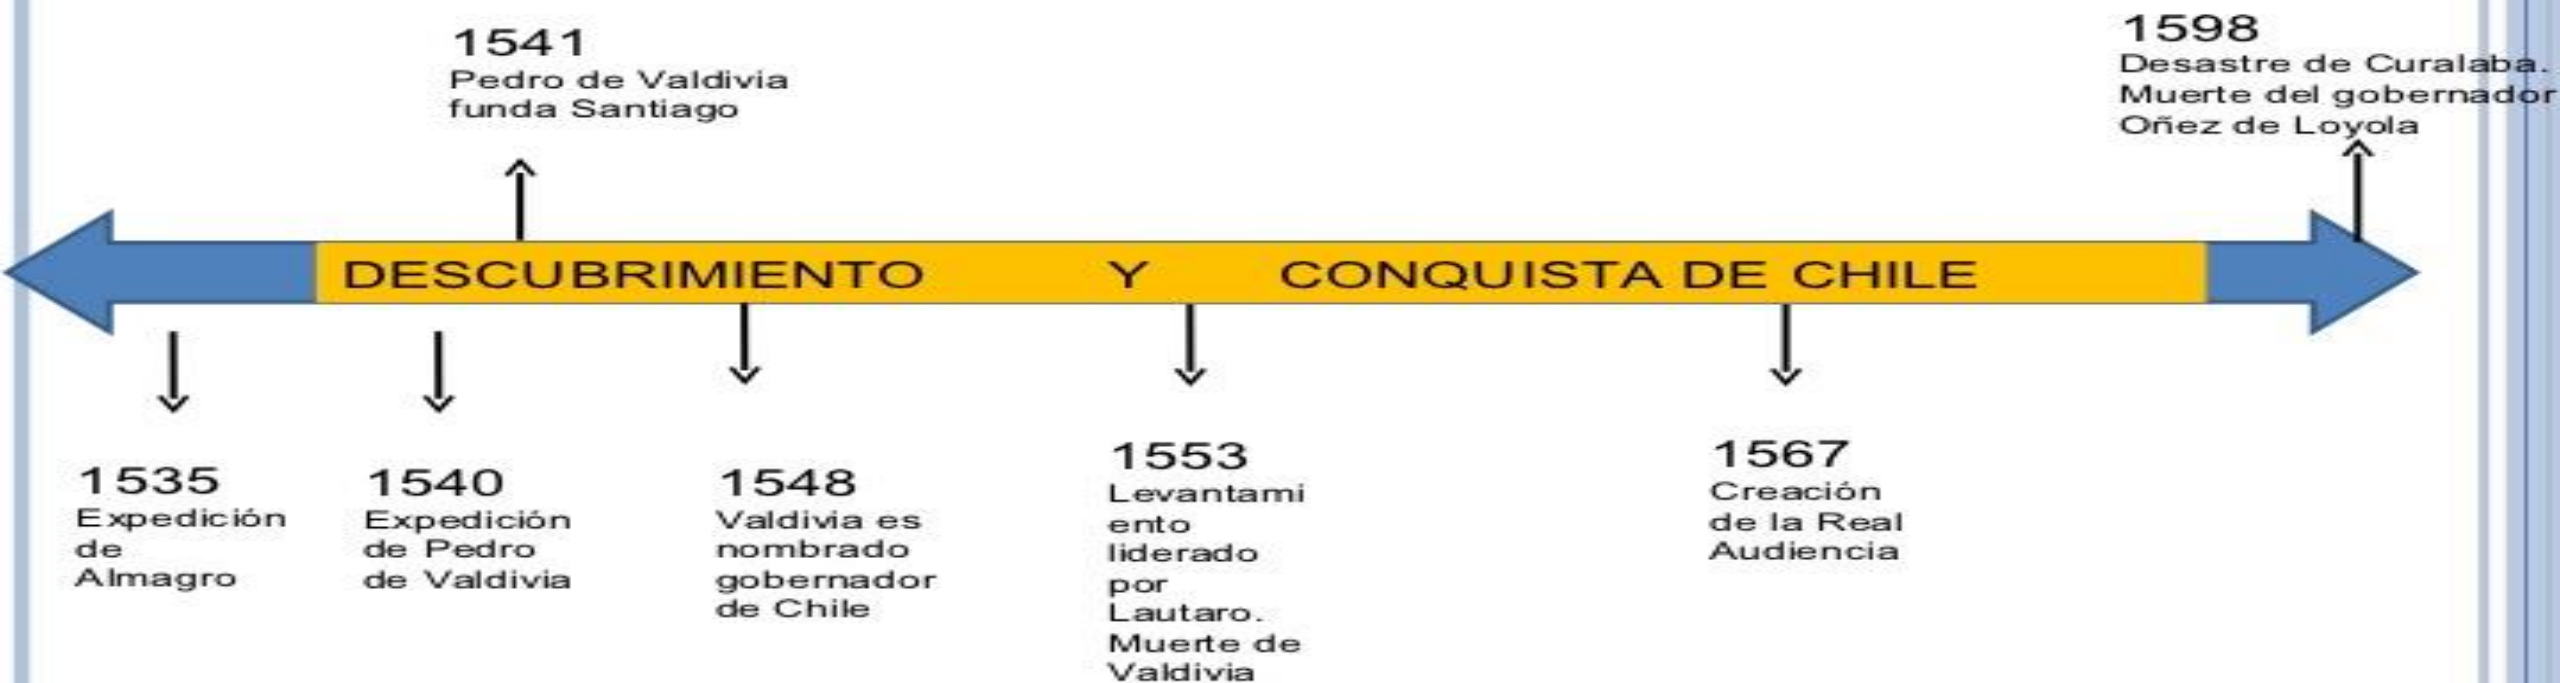 1541
Pedro de Valdivia
funda Santiago
1598
Desastre de Curalaba.
Muerte del gobernador
Oñez de Loyola
DESCUBRIMIENTO Y CONQUISTA DE CHILE
1535
Expedición
de
Almagro
1540
Expedición
de Pedro
de Valdivia
1548
Valdivia es
nombrado
gobernador
de Chile
1553
Levantami
ento
liderado
por
Lautaro.
Muerte de
Valdivia
1567
Creación
de la Real
Audiencia